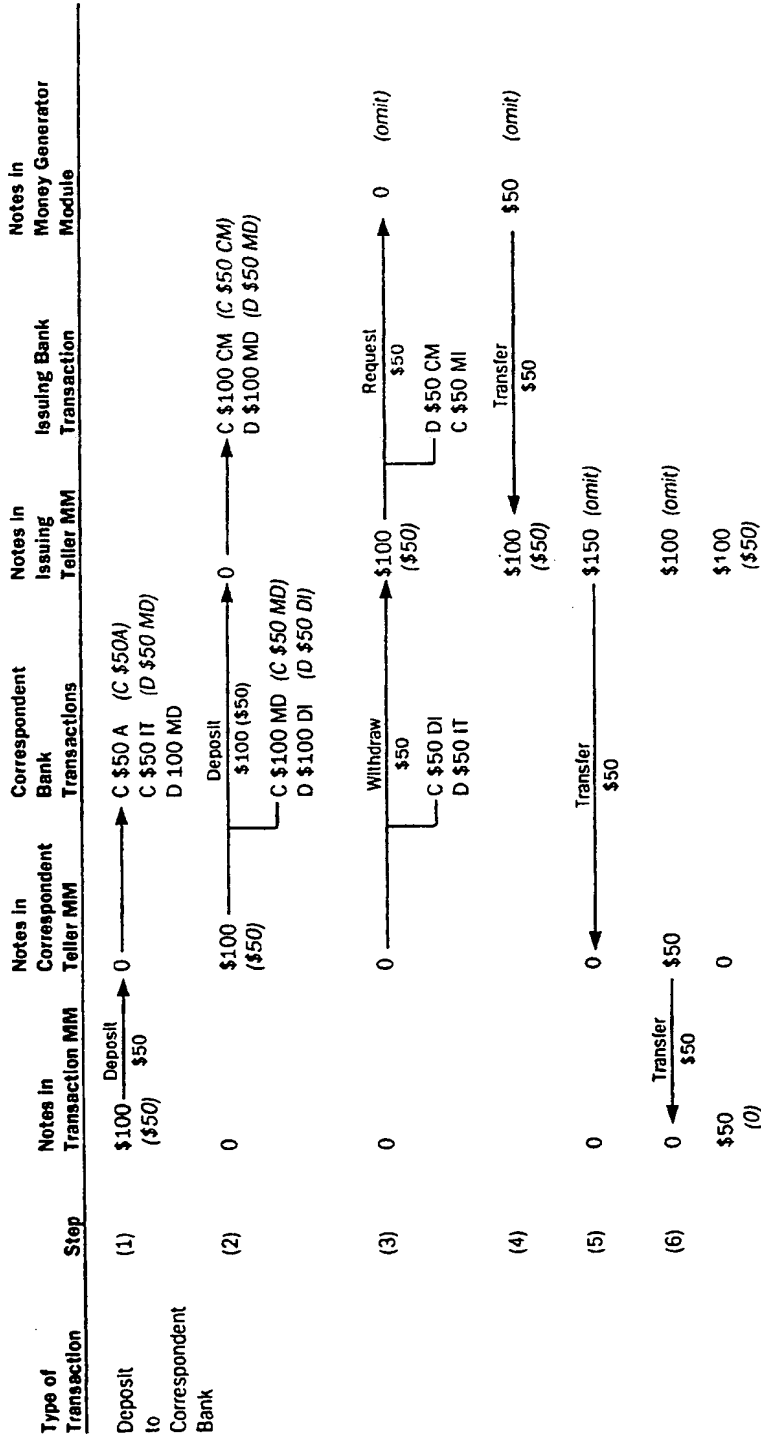 Type of Transaction
Step
Notes in Transaction MM
Notes in Correspondent Teller MM
Correspondent Bank Transactions
Notes in Issuing Teller MM
Issuing Bank Transaction
Notes in Money Generator Module
Deposit to Correspondent Bank
(1)
$100
($50)
Deposit
$50
0
C $50 A (C $50A)
C $50 IT (D $50 MD)
D 100 MD
(2)
0
$100
($50)
Deposit
$100 ($50)
C $100 MD (C $50 MD)
D $100 DI (D $50 DI)
0
C $100 CM (C $50 CM)
D $100 MD (D $50 MD)
(3)
0
0
Withdraw
$50
C $50 DI
D $50 IT
$100
($50)
Request
$50
D $50 CM
C $50 MI
0 (omit)
(4)
$100
($50)
Transfer
$50
$50 (omit)
(5)
0
0
Transfer
$50
$150 (omit)
(6)
0
Transfer
$50
$50
$100 (omit)
$50
(0)
0
$100
($50)